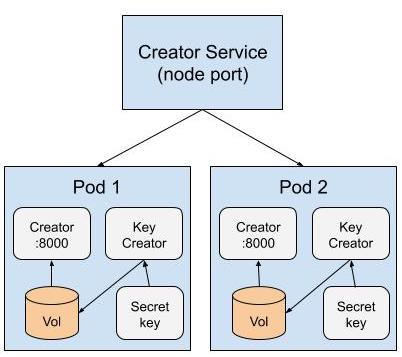 Creator Service
(node port)
Pod 1
Creator
:8000
Key
Creator
Vol
Secret
key
Pod 2
Creator
:8000
Key
Creator
Vol
Secret
key